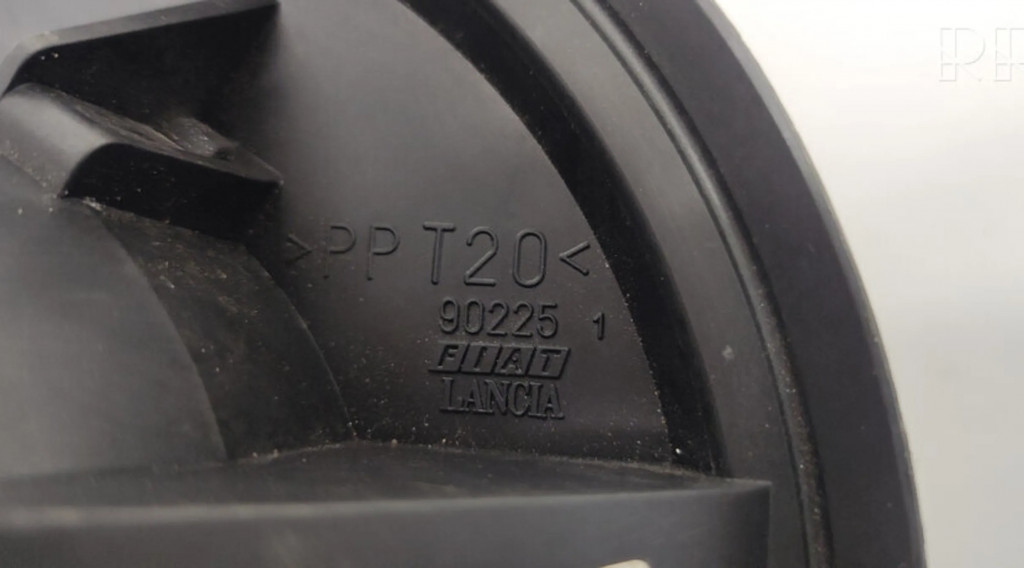 >PP T20<
90225 1
FIAT
LANCIA